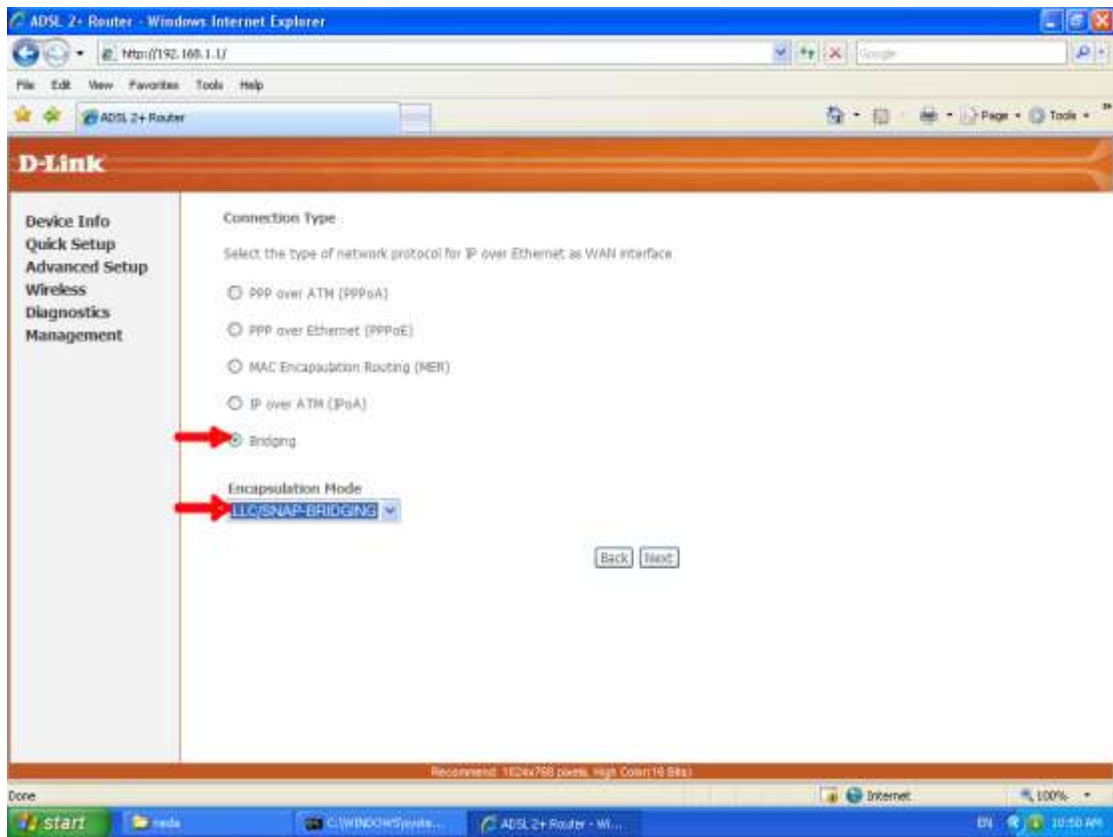 ADSL 2+ Router - Windows Internet Explorer
http://192.168.1.1/
Google
File Edit View Favorites Tools Help
ADSL 2+ Router
Page Tools
D-Link
Device Info
Quick Setup
Advanced Setup
Wireless
Diagnostics
Management
Connection Type
Select the type of network protocol for IP over Ethernet as WAN interface
PPP over ATM (PPPoA)
PPP over Ethernet (PPPoE)
MAC Encapsulation Routing (MER)
IP over ATM (IPoA)
Bridging
Encapsulation Mode
LLC/SNAP-BRIDGING
Back Next
Recommend: 1024x768 pixels, High Color(16 Bits)
Done
Internet
100%
start
nada
C:\WINDOWS\syste...
ADSL 2+ Router - Wi...
EN
10:50 AM